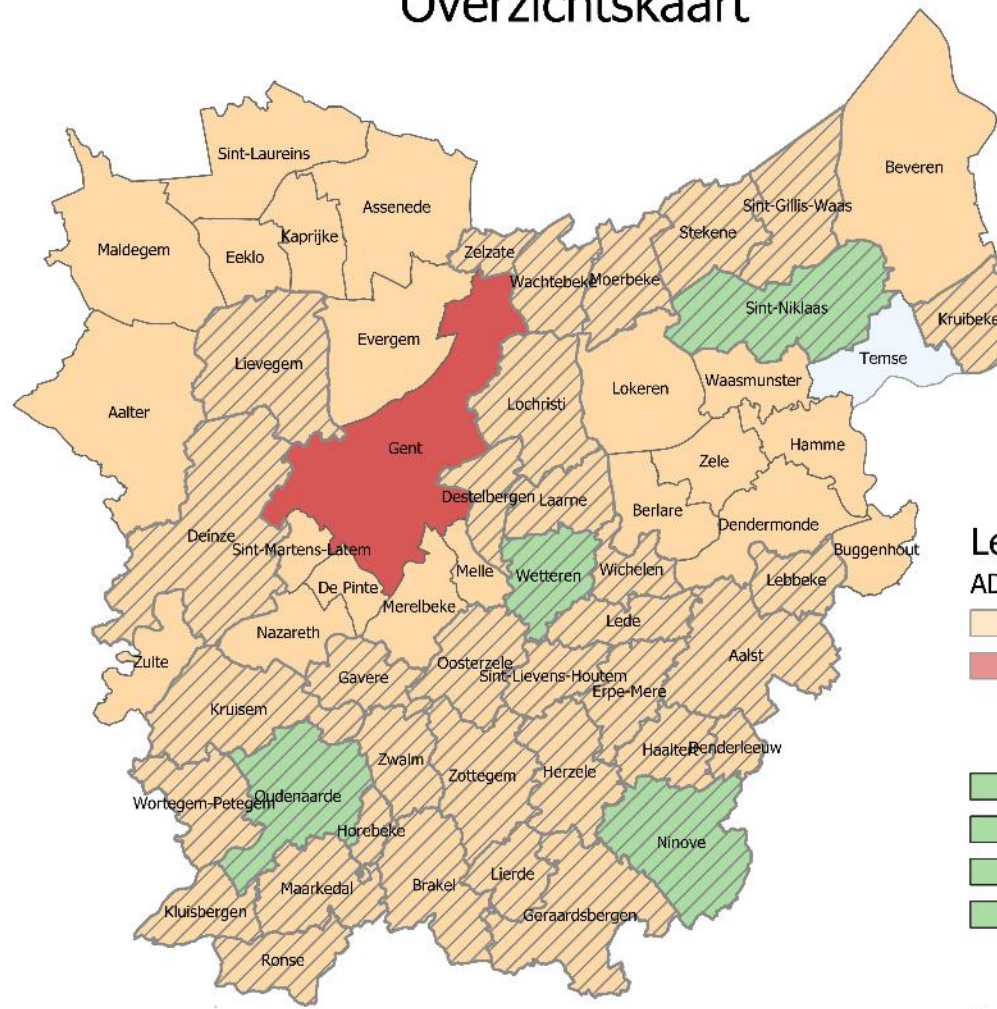 Overzichtskaart
Sint-Laureins
Beveren
Assenede
Sint-Gillis-Waas
Kaprijke
Stekene
Maldegem
Eeklo
Zelzate
Wachtebeke
Moerbeke
Sint-Niklaas
Kruibeke
Evergem
Lievegem
Temse
Waasmunster
Lokeren
Lochristi
Aalter
Hamme
Gent
Zele
Destelbergen
Laarne
Berlare
Dendermonde
Deinze
Sint-Martens-Latem
Buggenhout
Le
AD
Melle
Wetteren
Wichelen
Lebbeke
De Pinte
Merelbeke
Lede
Nazareth
Aalst
Zulte
Oosterzele
Gavere
Sint-Lievens-Houtem
Erpe-Mere
Kruisem
Haaltert
Denderleeuw
Zwalm
Zottegem
Herzele
Oudenaarde
Wortegem-Petegem
Horebeke
Ninove
Lierde
Brakel
Maarkedal
Kluisbergen
Geraardsbergen
Ronse